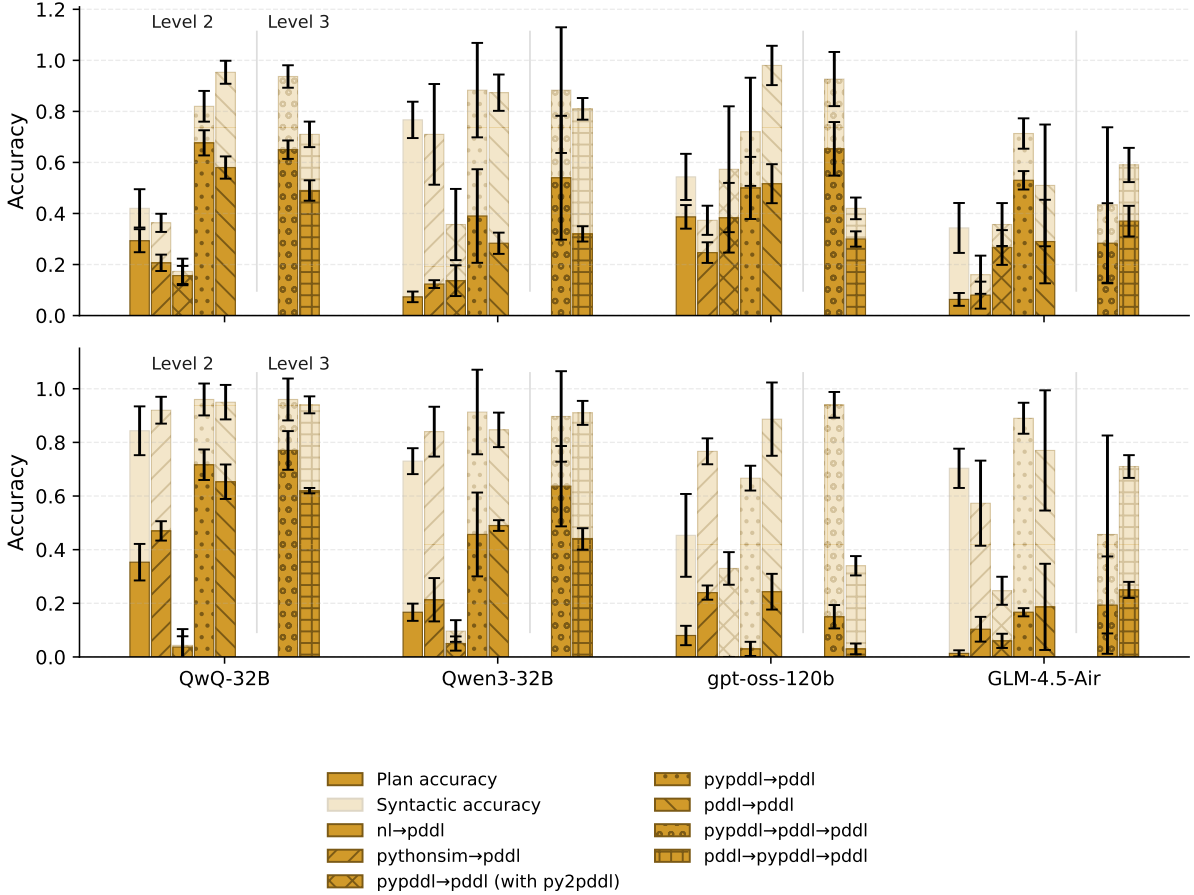 1.2
Level 2 Level 3
1.0
0.8
Accuracy
0.6
0.4
0.2
0.0
Level 2 Level 3
1.0
0.8
Accuracy
0.6
0.4
0.2
0.0
QwQ-32B Qwen3-32B gpt-oss-120b GLM-4.5-Air
Plan accuracy
Syntactic accuracy
nl→pddl
pythonsim→pddl
pypddl→pddl (with py2pddl)
pypddl→pddl
pddl→pddl
pypddl→pddl→pddl
pddl→pypddl→pddl